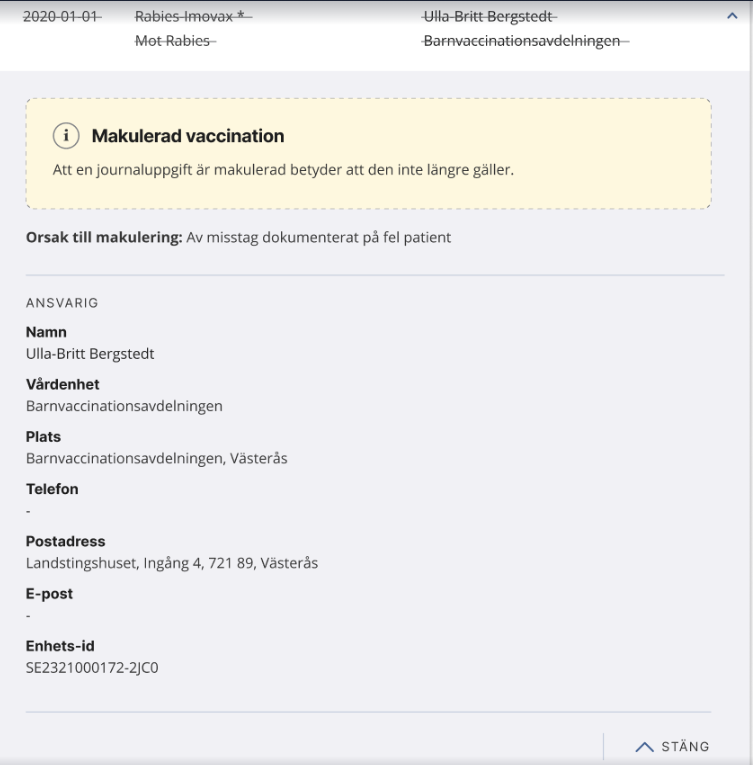 2020-01-01 Rabies Imovax * Ulla-Britt Bergstedt
Mot Rabies Barnvaccinationsavdelningen
Makulerad vaccination
Att en journaluppgift är makulerad betyder att den inte längre gäller.
Orsak till makulering: Av misstag dokumenterat på fel patient
ANSVARIG
Namn
Ulla-Britt Bergstedt
Vårdenhet
Barnvaccinationsavdelningen
Plats
Barnvaccinationsavdelningen, Västerås
Telefon
-
Postadress
Landstingshuset, Ingång 4, 721 89, Västerås
E-post
-
Enhets-id
SE2321000172-2JC0
STÄNG